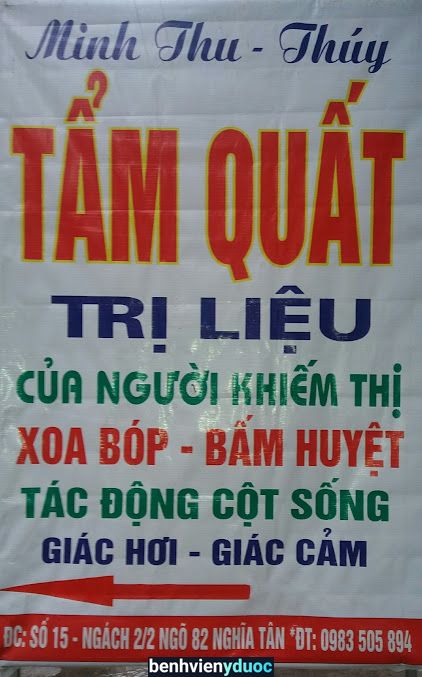 Minh Thu - Thúy
TẨM QUẤT
TRỊ LIỆU
CỦA NGƯỜI KHIẾM THỊ
XOA BÓP - BẤM HUYỆT
TÁC ĐỘNG CỘT SỐNG
GIÁC HƠI - GIÁC CẢM
ĐC: SỐ 15 - NGÁCH 2/2 NGÕ 82 NGHĨA TÂN *ĐT: 0983 505 894
benhvienyduoc